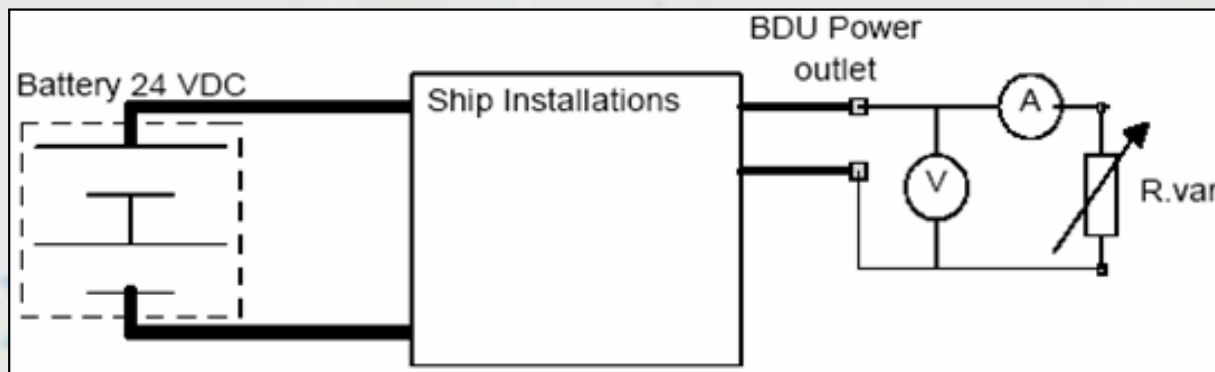 BDU Power
outlet
Battery 24 VDC
Ship Installations
A
V
R.var